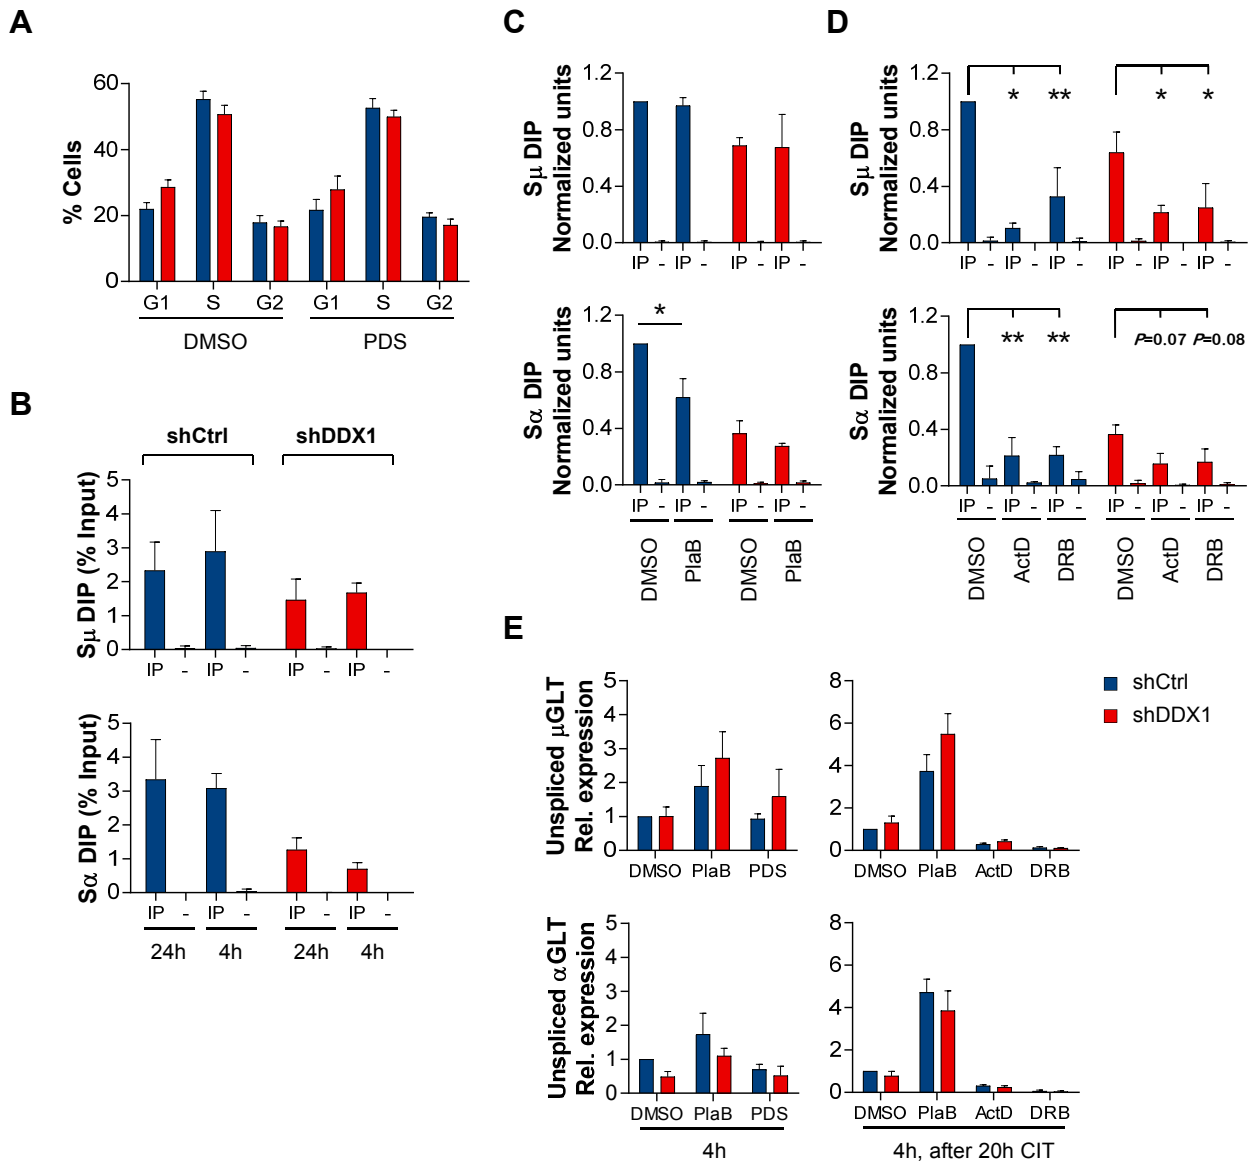 A
60
40
20
0
% Cells
G1 S G2 G1 S G2
DMSO PDS
B
shCtrl shDDX1
5
4
3
2
1
0
Sμ DIP (% Input)
IP - IP - IP - IP -
5
4
3
2
1
0
Sα DIP (% Input)
IP - IP - IP - IP -
24h 4h 24h 4h
C
1.2
0.8
0.4
0.0
Sμ DIP
Normalized units
IP - IP - IP - IP -
1.2
0.8
0.4
0.0
Sα DIP
Normalized units
*
IP - IP - IP - IP -
DMSO PlaB DMSO PlaB
D
1.2
0.8
0.4
0.0
Sμ DIP
Normalized units
* ** * *
IP - IP - IP - IP - IP - IP -
1.2
0.8
0.4
0.0
Sα DIP
Normalized units
** ** P=0.07 P=0.08
IP - IP - IP - IP - IP - IP -
DMSO ActD DRB DMSO ActD DRB
E
5
4
3
2
1
0
Unspliced μGLT
Rel. expression
DMSO PlaB PDS
8
6
4
2
0
DMSO PlaB ActD DRB
shCtrl
shDDX1
5
4
3
2
1
0
Unspliced αGLT
Rel. expression
DMSO PlaB PDS
4h
8
6
4
2
0
DMSO PlaB ActD DRB
4h, after 20h CIT